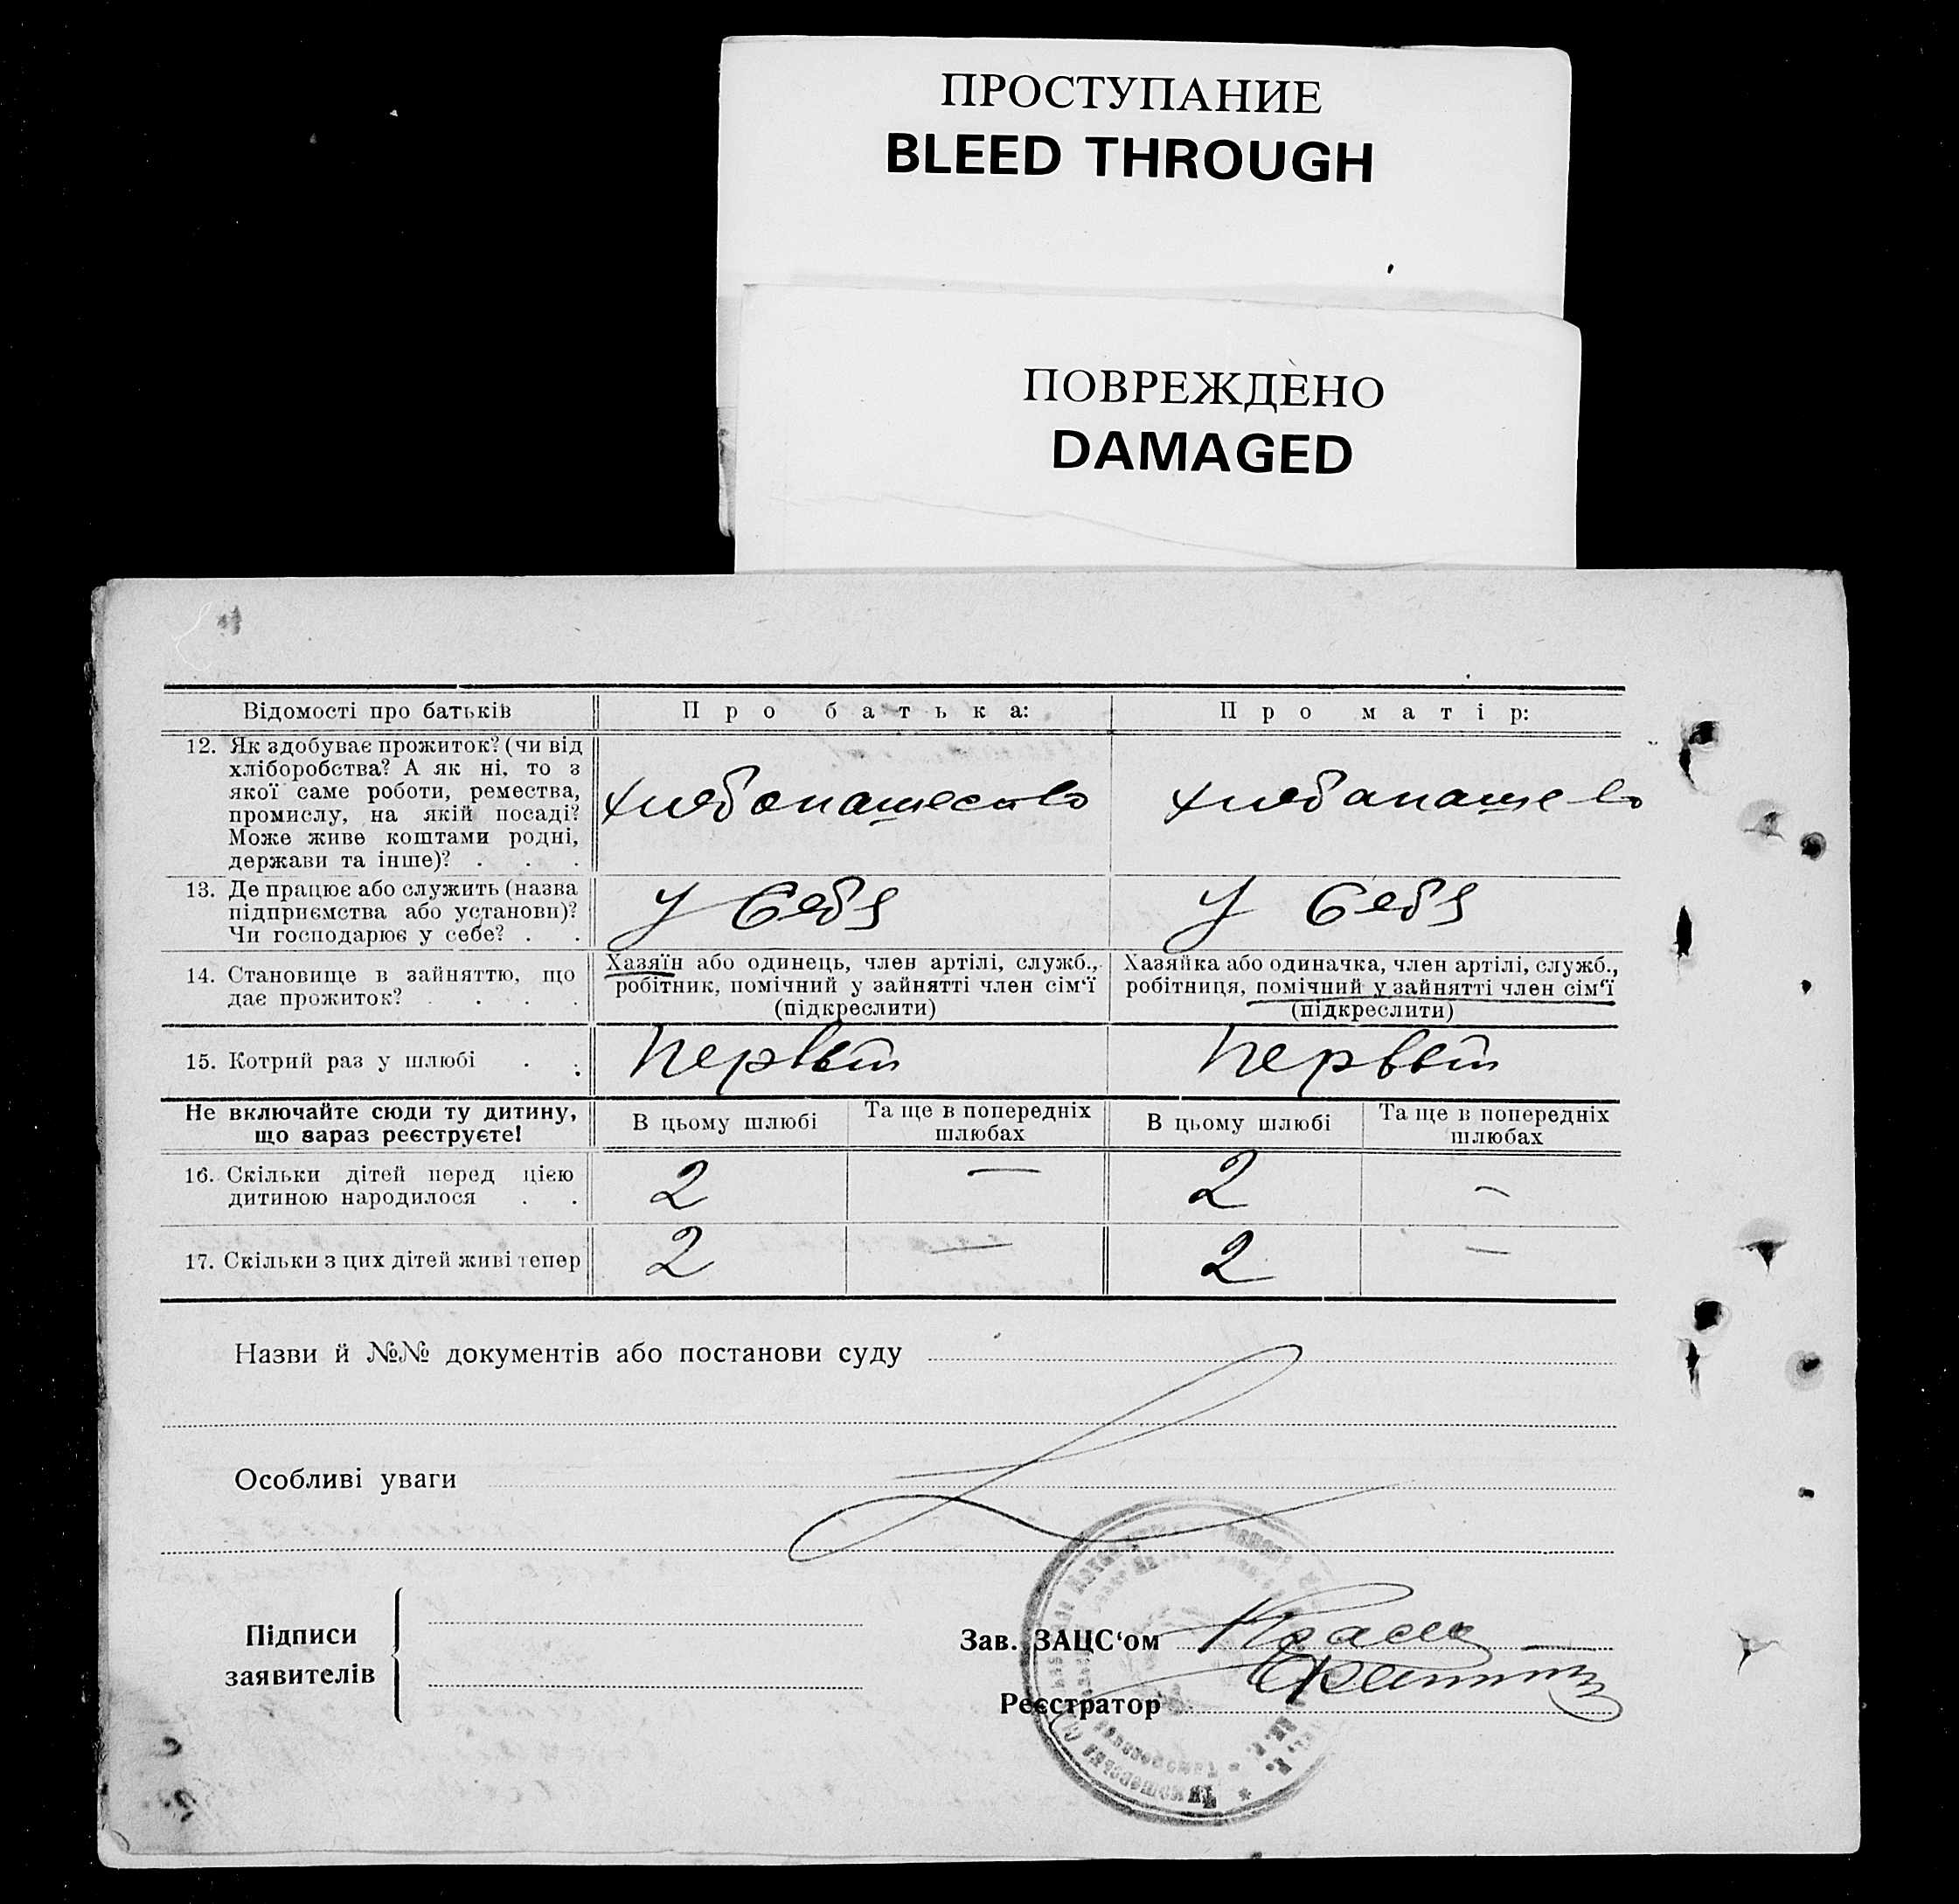 ПРОСТУПАНИЕ
BLEED THROUGH
ПОВРЕЖДЕНО
DAMAGED
Відомості про батьків
Про батька:
Про матір:
12. Як здобуває прожиток? (чи від
хліборобства? А як ні, то з
якої саме роботи, ремества,
промислу, на якій посаді?
Може живе коштами родні,
держави та інше)? . . .
хлебопашество
13. Де працює або служить (назва
підприємства або установи)?
Чи господарює у себе? . .
у себя
у себя
14. Становище в зайняттю, що
дає прожиток? . . . .
Хазяїн або одинець, член артілі, служб.,
робітник, помічний у зайнятті член сім‘ї
(підкреслити)
Хазяйка або одиначка, член артілі, служб.,
робітниця, помічний у зайнятті член сім‘ї
(підкреслити)
15. Котрий раз у шлюбі . .
первый
первый
Не включайте сюди ту дитину,
що зараз реєструєте!
В цьому шлюбі
Та ще в попередніх
шлюбах
В цьому шлюбі
Та ще в попередніх
шлюбах
16. Скільки дітей перед цією
дитиною народилося . .
2
—
2
—
17. Скільки з цих дітей живі тепер
2
—
2
—
Назви й №№ документів або постанови суду
Особливі уваги
Підписи
заявителів
Зав. ЗАЦС‘ом
Реєстратор